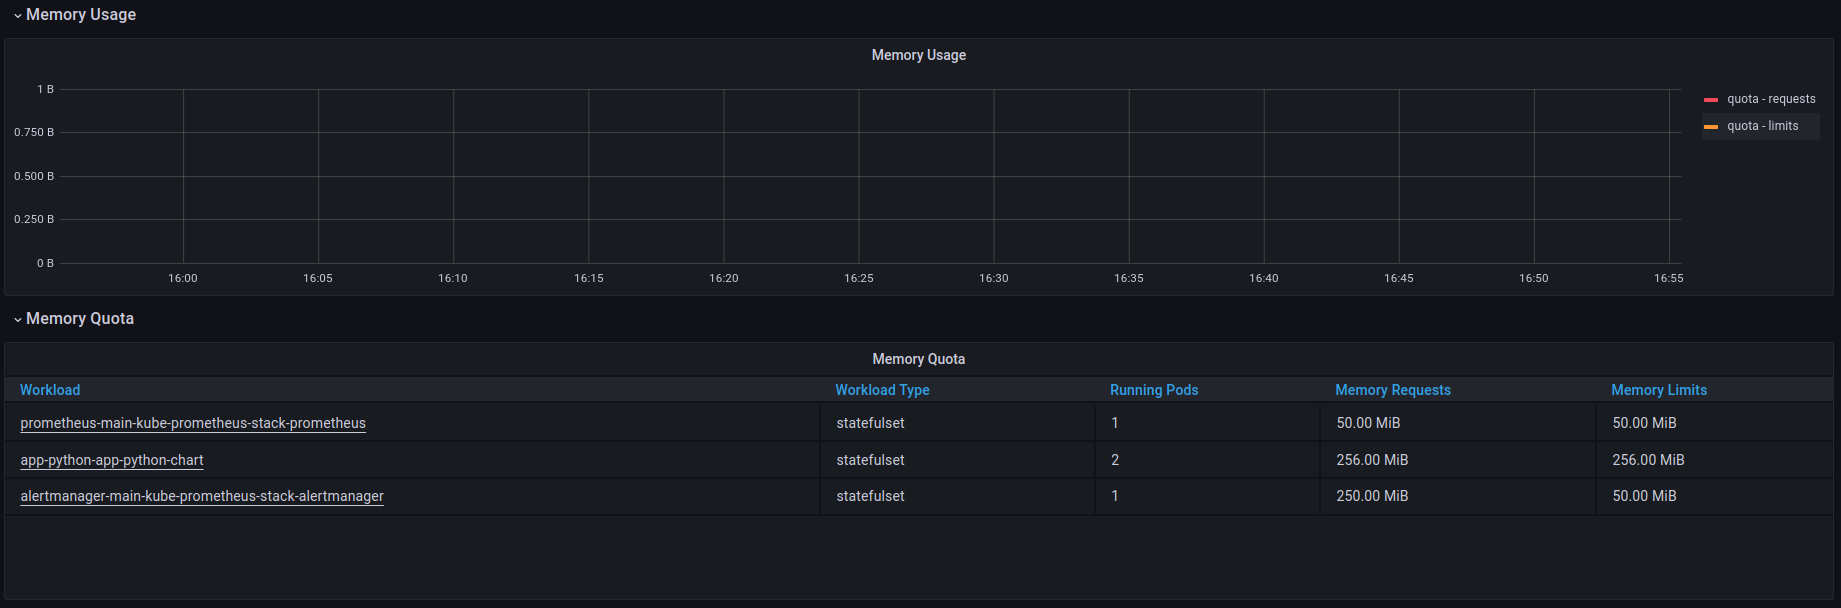 Memory Usage
Memory Usage
1 B
0.750 B
0.500 B
0.250 B
0 B
16:00 16:05 16:10 16:15 16:20 16:25 16:30 16:35 16:40 16:45 16:50 16:55
quota - requests
quota - limits
Memory Quota
Memory Quota
Workload Workload Type Running Pods Memory Requests Memory Limits
prometheus-main-kube-prometheus-stack-prometheus statefulset 1 50.00 MiB 50.00 MiB
app-python-app-python-chart statefulset 2 256.00 MiB 256.00 MiB
alertmanager-main-kube-prometheus-stack-alertmanager statefulset 1 250.00 MiB 50.00 MiB